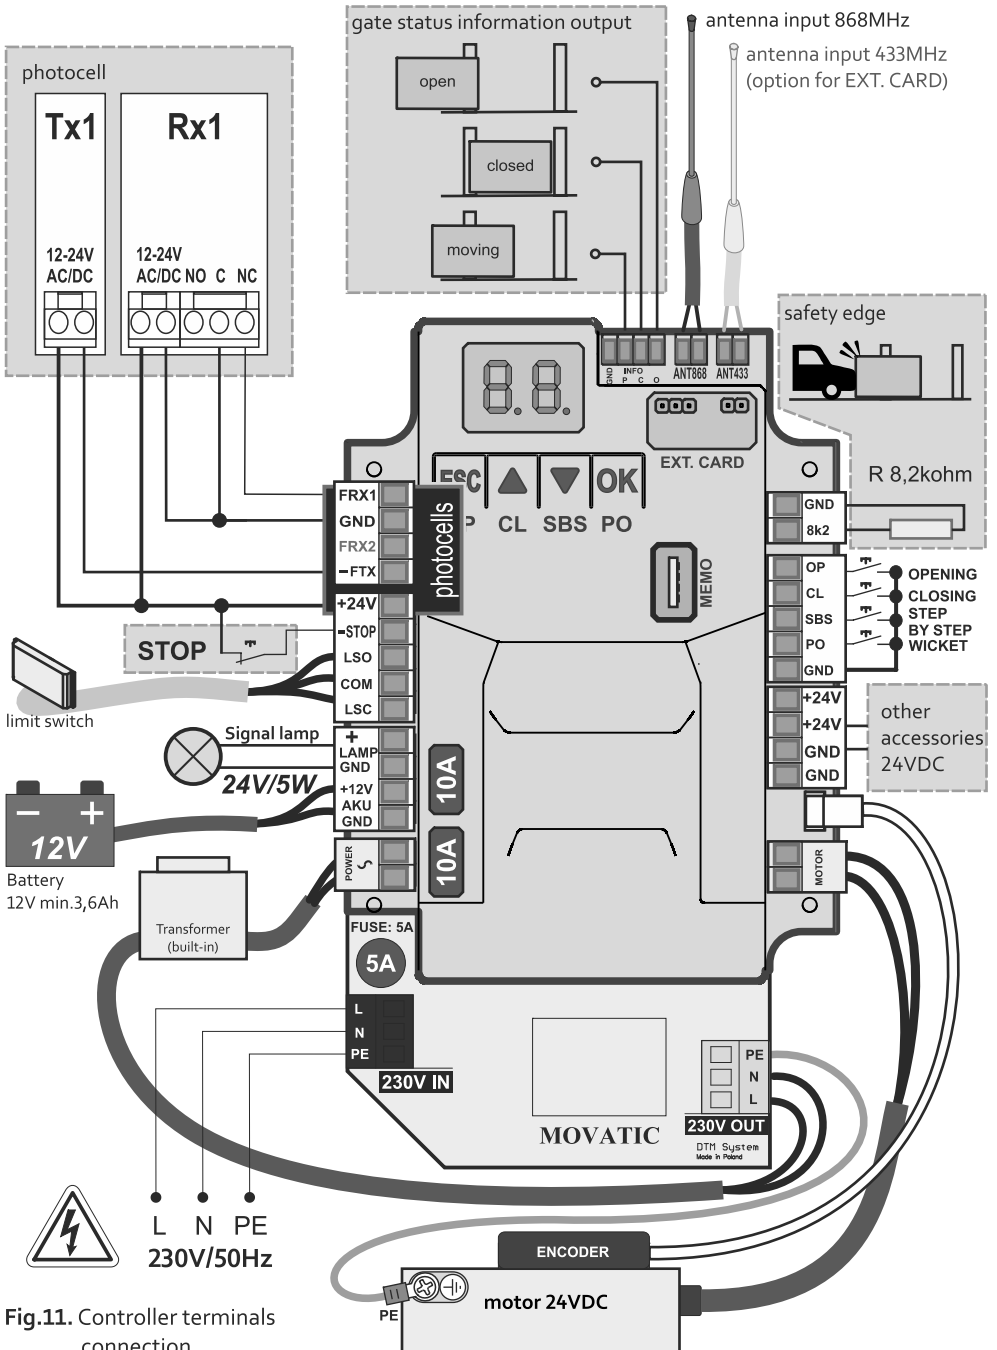 gate status information output
antenna input 868MHz
antenna input 433MHz
(option for EXT. CARD)
photocell
Tx1
Rx1
12-24V
AC/DC
12-24V
AC/DC NO C NC
open
closed
moving
safety edge
R 8,2kohm
GND
INFO
P C O
ANT868
ANT433
88
EXT. CARD
ESC
OK
P CL SBS PO
MEMO
photocells
FRX1
GND
FRX2
–FTX
+24V
–STOP
LSO
COM
LSC
STOP
limit switch
Signal lamp
24V/5W
+
LAMP
GND
+12V
AKU
GND
10A
10A
– +
12V
Battery
12V min.3,6Ah
POWER
Transformer
(built-in)
FUSE: 5A
5A
L
N
PE
230V IN
GND
8k2
OP
CL
SBS
PO
GND
OPENING
CLOSING
STEP
BY STEP
WICKET
+24V
+24V
GND
GND
other
accessories
24VDC
MOTOR
PE
N
L
230V OUT
MOVATIC
DTM System
Made in Poland
L N PE
230V/50Hz
ENCODER
motor 24VDC
PE
Fig.11. Controller terminals
connection